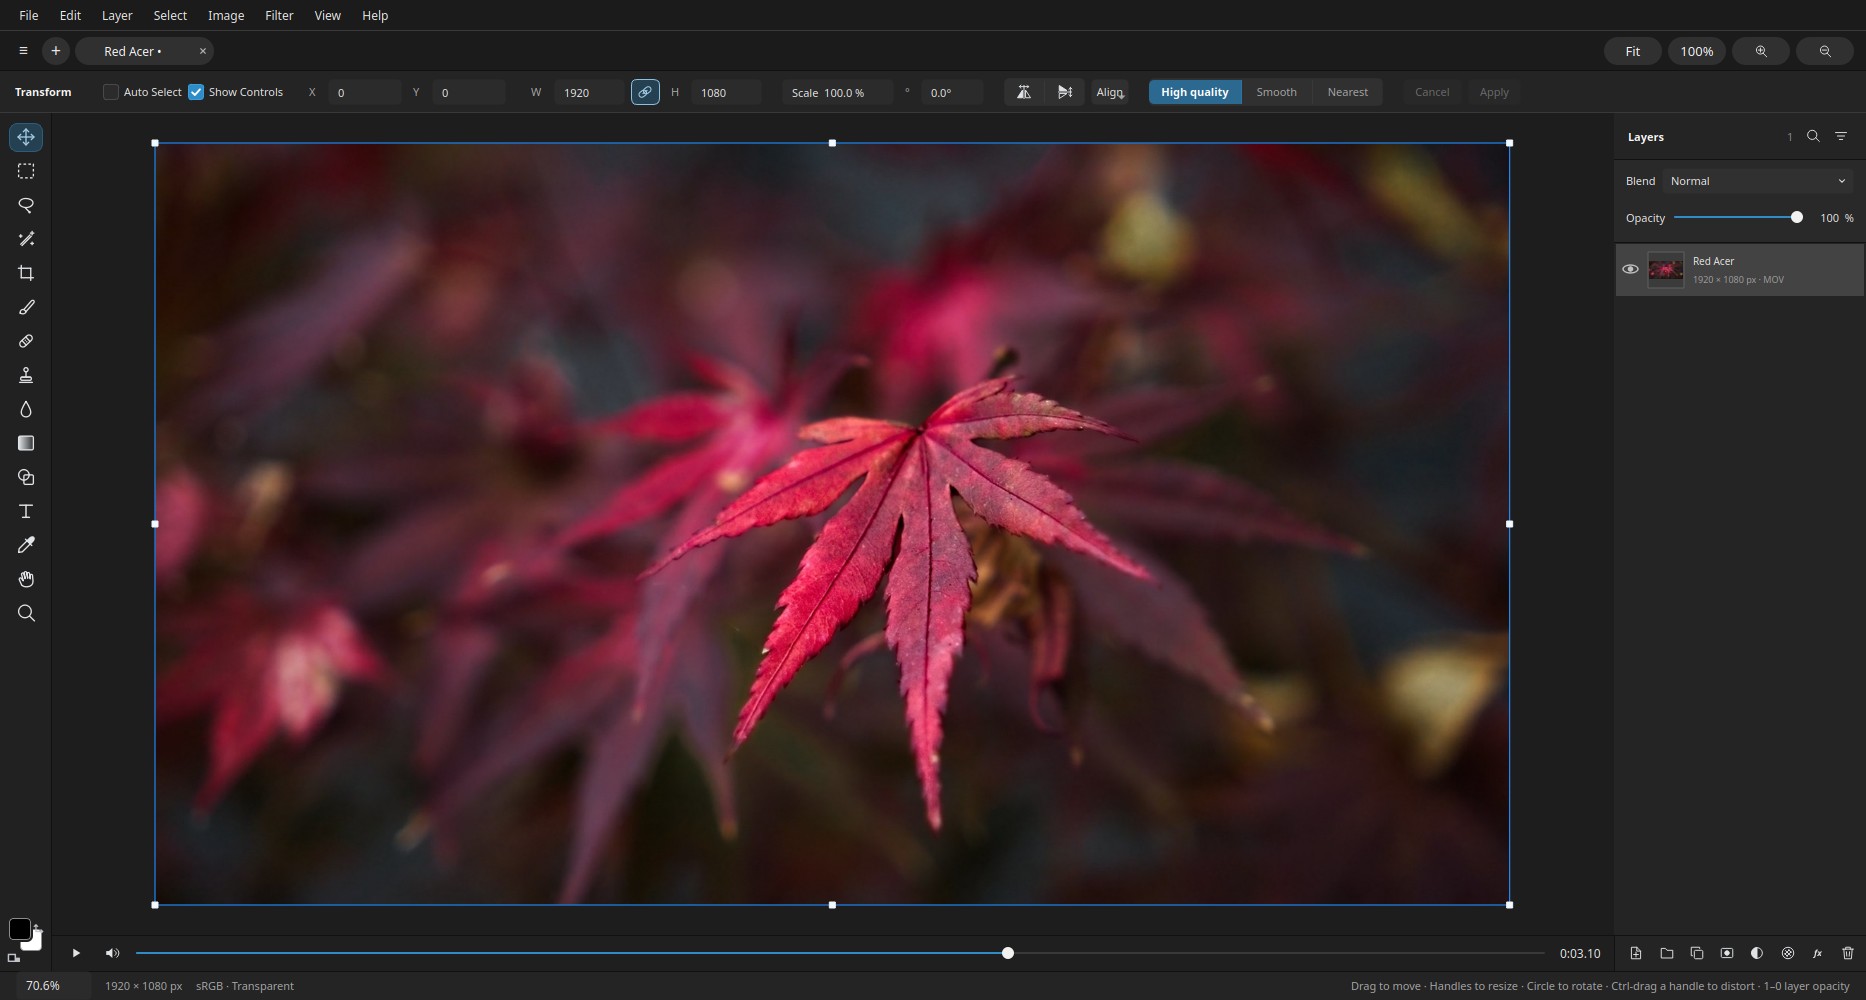 File Edit Layer Select Image Filter View Help
Red Acer • × Fit 100%
Transform Auto Select Show Controls X 0 Y 0 W 1920 H 1080 Scale 100.0 % ° 0.0° Align High quality Smooth Nearest Cancel Apply
Layers 1
Blend Normal
Opacity 100 %
Red Acer
1920 × 1080 px · MOV
0:03.10
fx
70.6% 1920 × 1080 px sRGB · Transparent Drag to move · Handles to resize · Circle to rotate · Ctrl-drag a handle to distort · 1–0 layer opacity